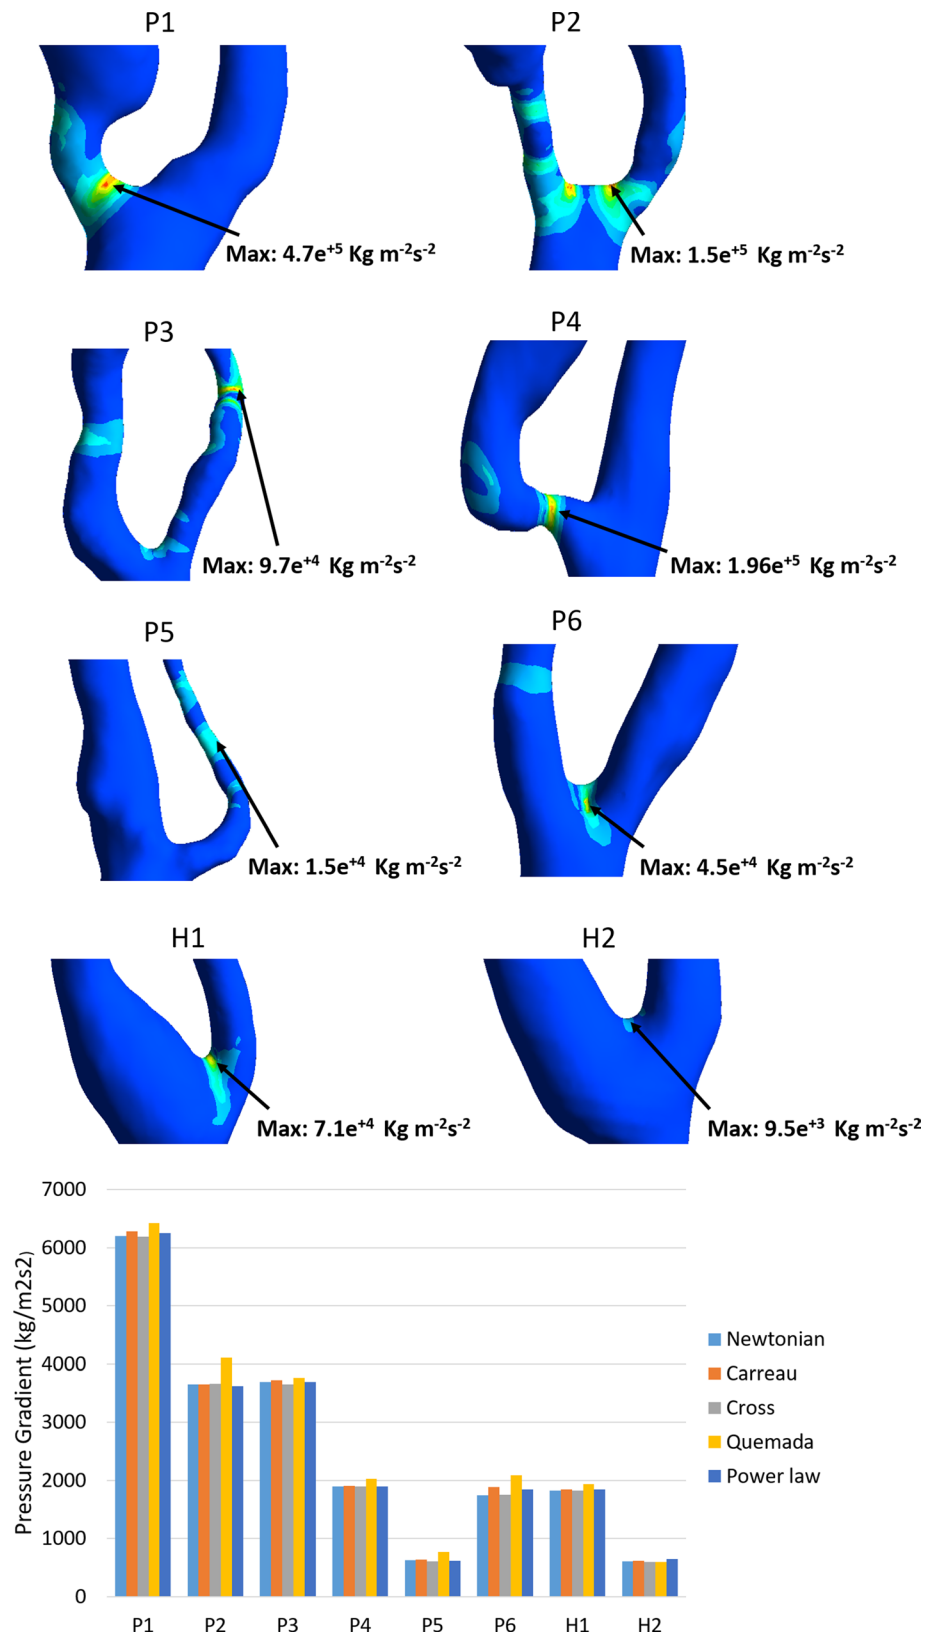 P1
P2
Max: 4.7e⁺⁵ Kg m⁻²s⁻²
Max: 1.5e⁺⁵ Kg m⁻²s⁻²
P3
P4
Max: 9.7e⁺⁴ Kg m⁻²s⁻²
Max: 1.96e⁺⁵ Kg m⁻²s⁻²
P5
P6
Max: 1.5e⁺⁴ Kg m⁻²s⁻²
Max: 4.5e⁺⁴ Kg m⁻²s⁻²
H1
H2
Max: 7.1e⁺⁴ Kg m⁻²s⁻²
Max: 9.5e⁺³ Kg m⁻²s⁻²
Pressure Gradient (kg/m2s2)
7000
6000
5000
4000
3000
2000
1000
0
P1 P2 P3 P4 P5 P6 H1 H2
Newtonian
Carreau
Cross
Quemada
Power law